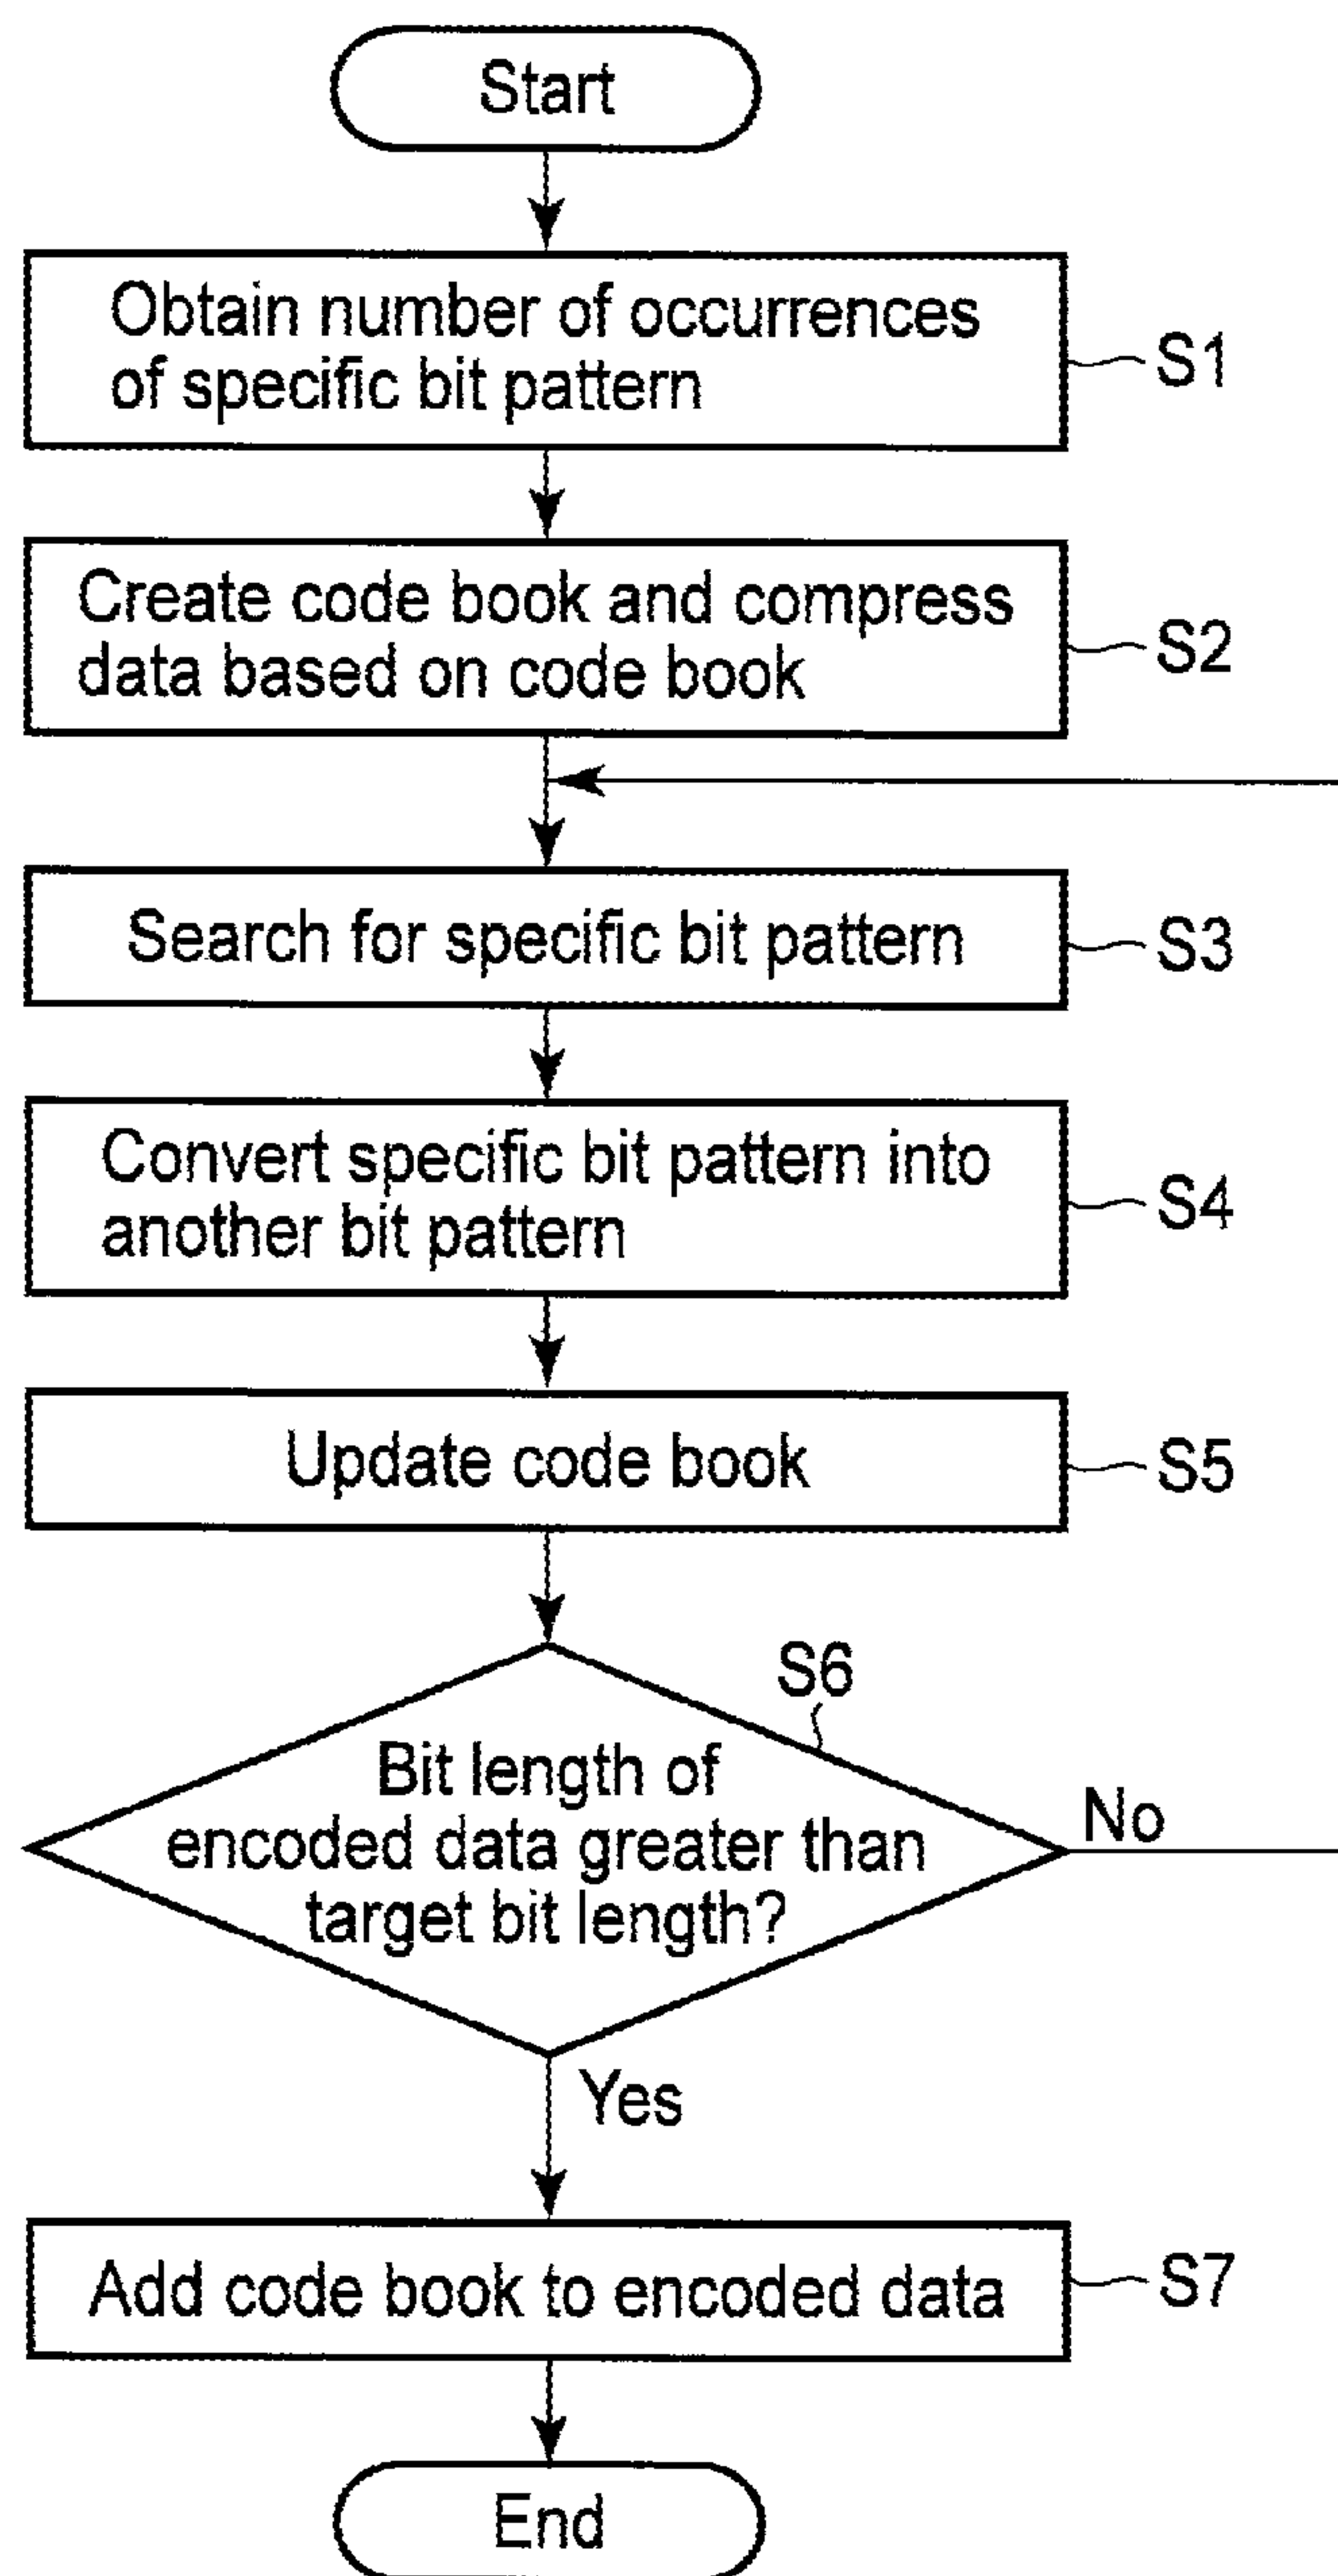 Start
Obtain number of occurrences
of specific bit pattern
S1
Create code book and compress
data based on code book
S2
Search for specific bit pattern
S3
Convert specific bit pattern into
another bit pattern
S4
Update code book
S5
S6
Bit length of
encoded data greater than
target bit length?
No
Yes
Add code book to encoded data
S7
End